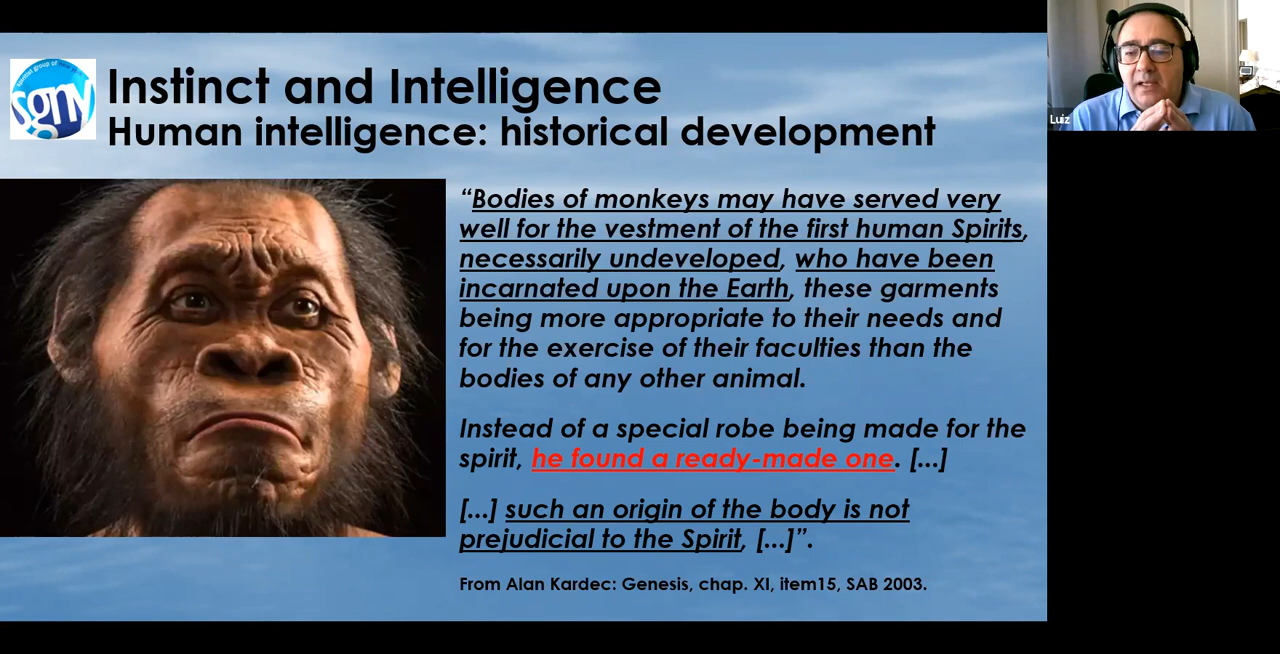 sgny
Instinct and Intelligence
Human intelligence: historical development
“Bodies of monkeys may have served very
well for the vestment of the first human Spirits,
necessarily undeveloped, who have been
incarnated upon the Earth, these garments
being more appropriate to their needs and
for the exercise of their faculties than the
bodies of any other animal.
Instead of a special robe being made for the
spirit, he found a ready-made one. [...]
[...] such an origin of the body is not
prejudicial to the Spirit, [...]”.
From Alan Kardec: Genesis, chap. XI, item15, SAB 2003.
Luiz